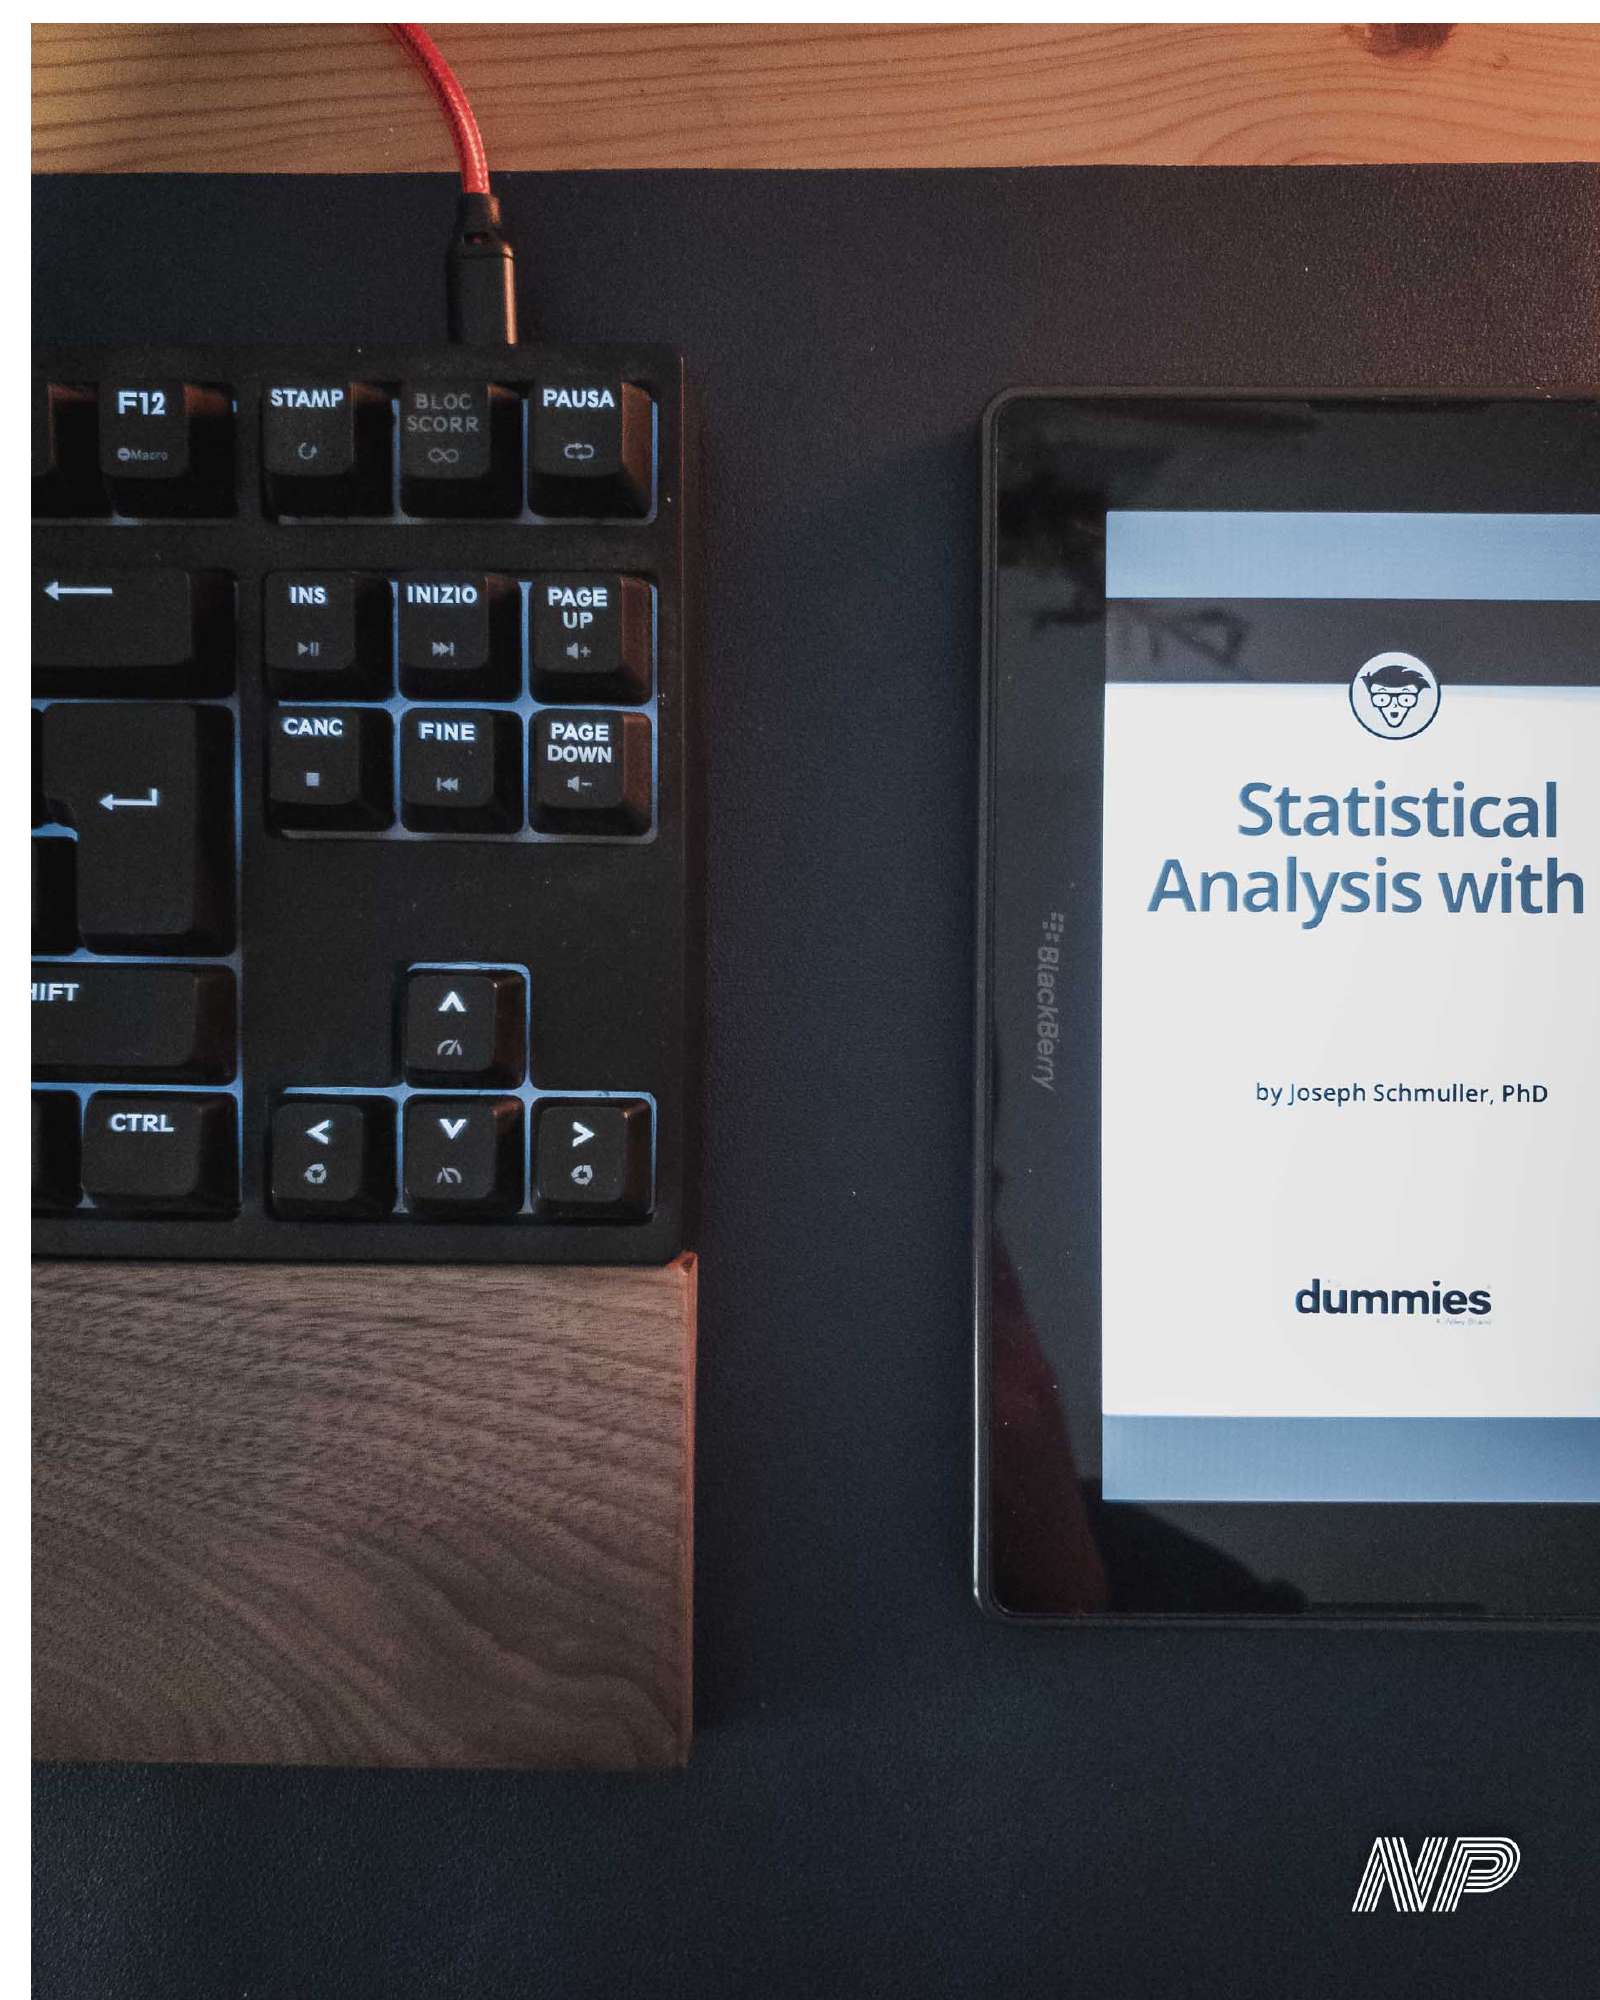 F12
Macro
STAMP
BLOC
SCORR
PAUSA
INS
INIZIO
PAGE
UP
CANC
FINE
PAGE
DOWN
HIFT
CTRL
BlackBerry
Statistical
Analysis with
by Joseph Schmuller, PhD
dummies
NP